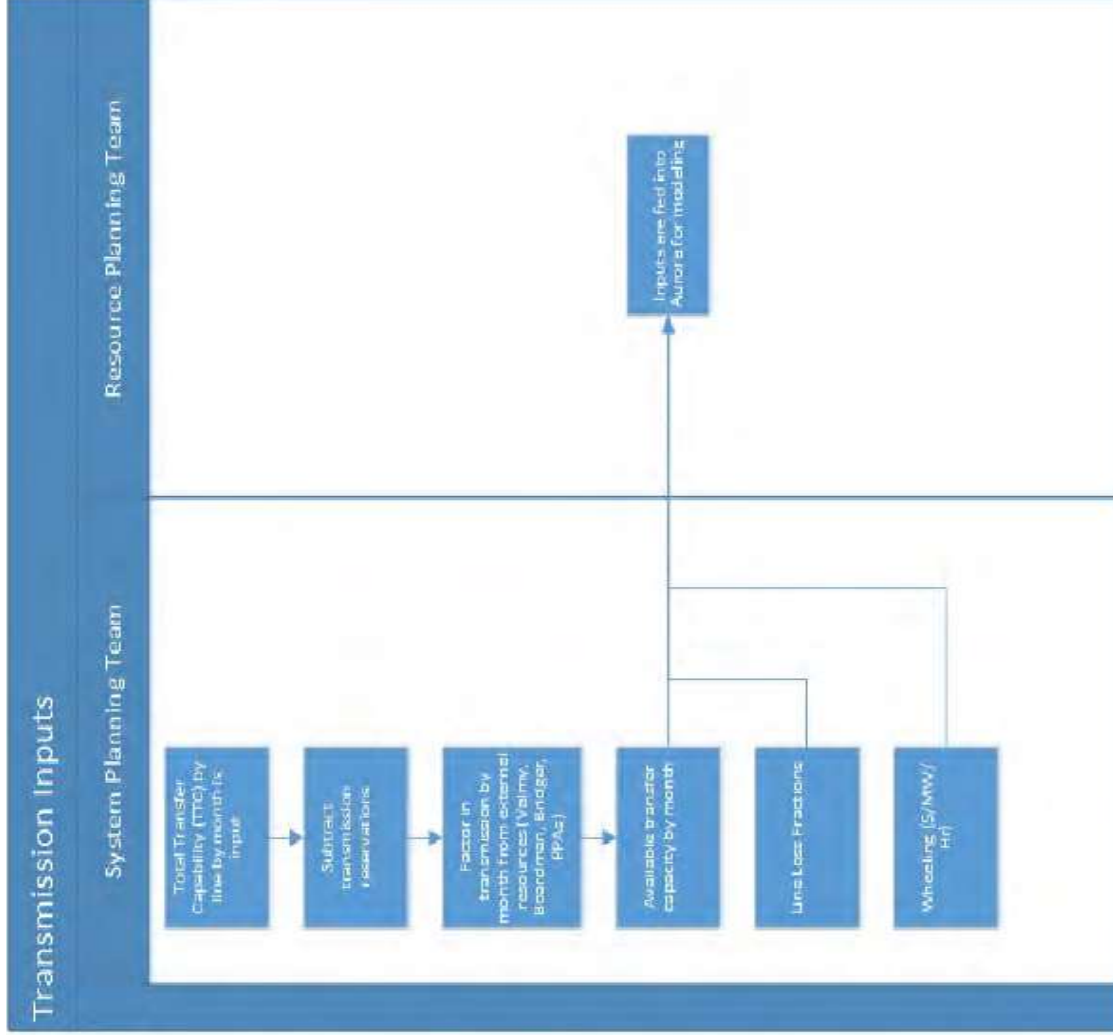 Transmission Inputs
System Planning Team
Resource Planning Team
Total Transfer
Capability (TTC) by
line by month is
input
Subtract
transmission
reservations
Factor in
transmission by
month from external
resources (Valmy,
Boardman, Bridger,
PPAs)
Available transfer
capacity by month
Line Loss Fractions
Wheeling ($/MW/
Hr)
Inputs are fed into
Aurora for modeling